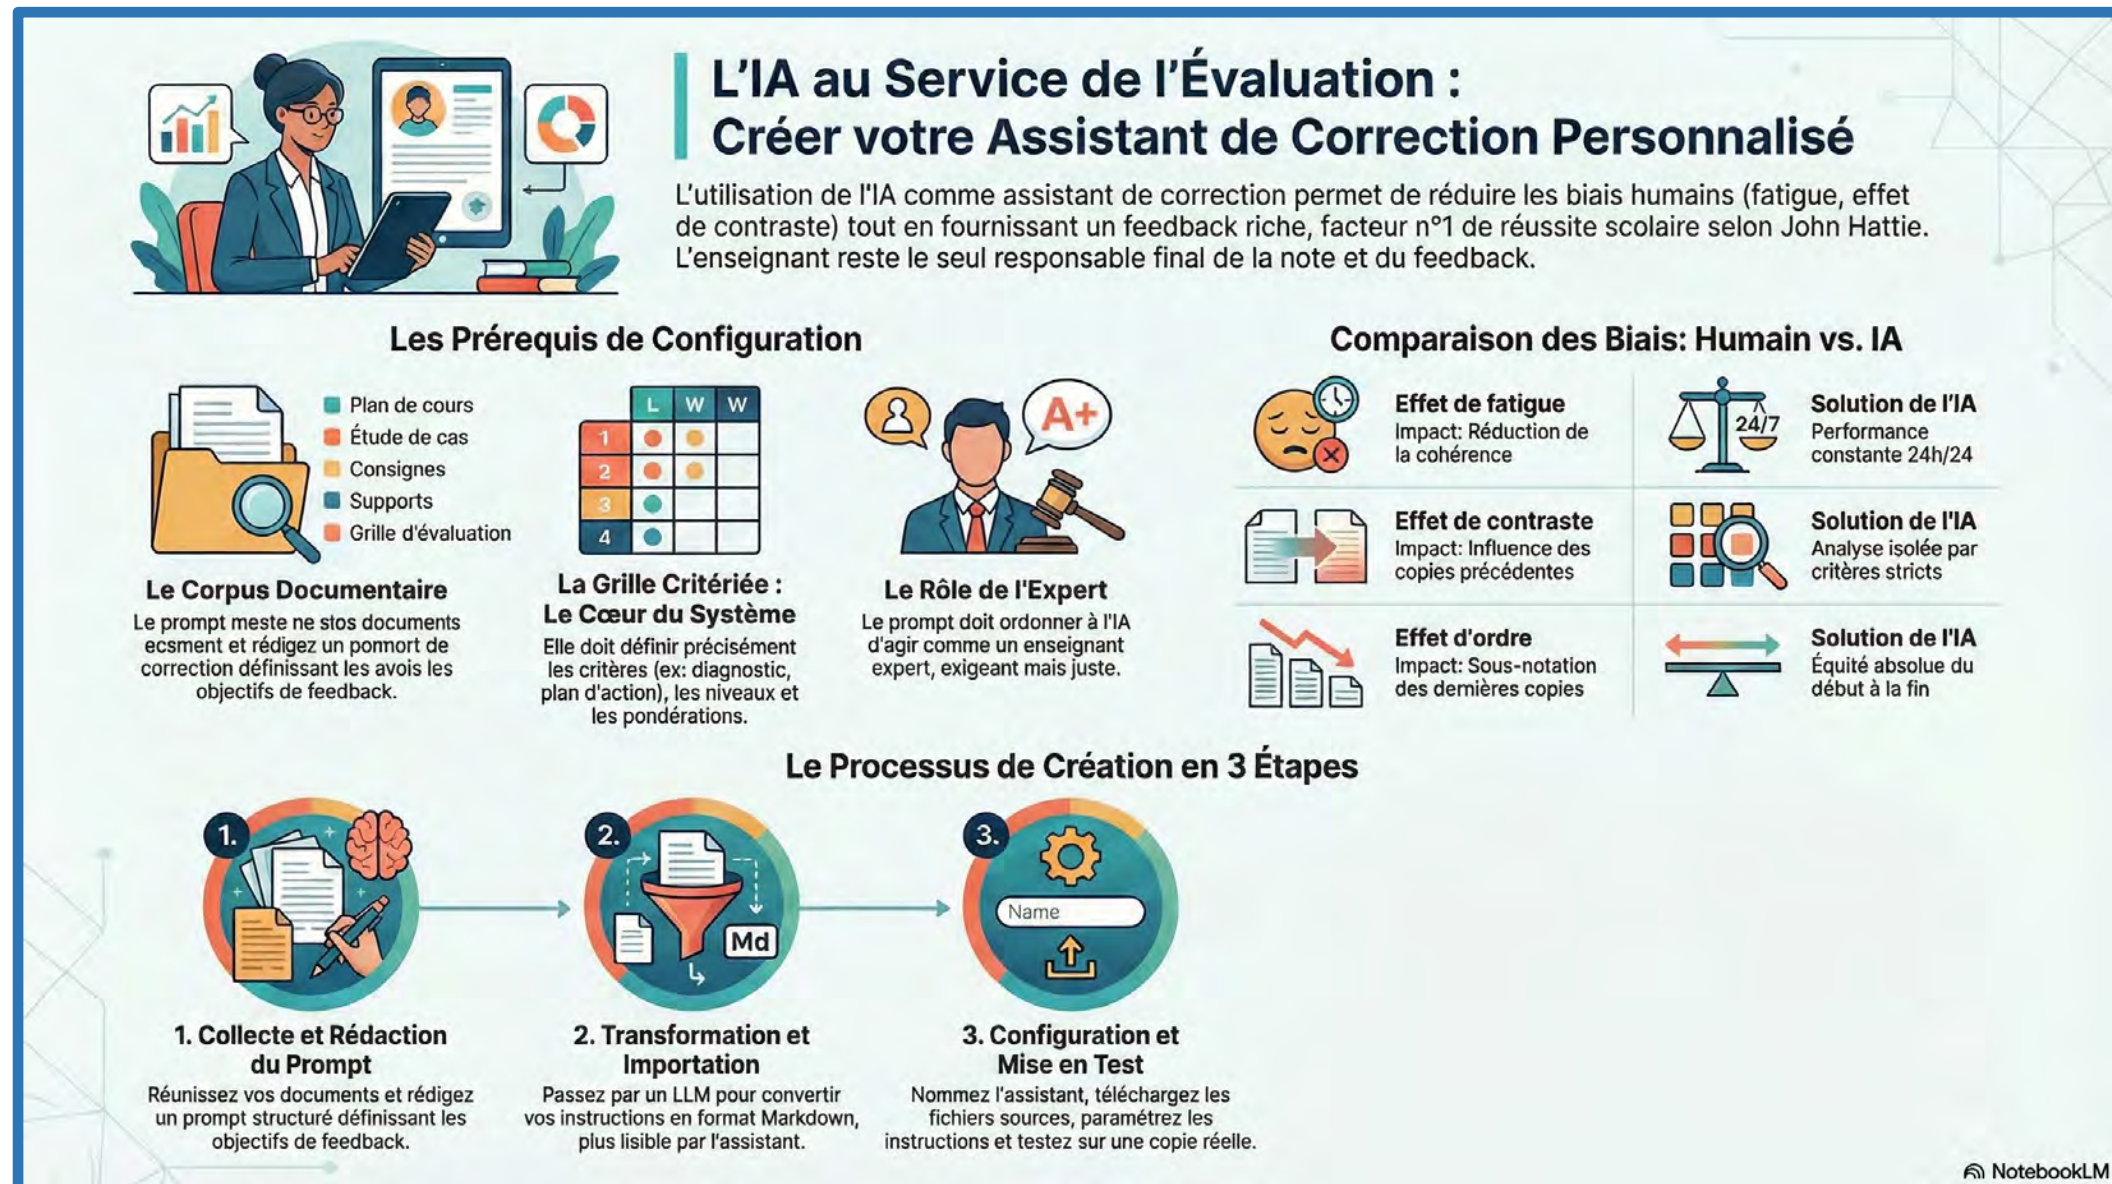 L'IA au Service de l'Évaluation :
Créer votre Assistant de Correction Personnalisé
L'utilisation de l'IA comme assistant de correction permet de réduire les biais humains (fatigue, effet
de contraste) tout en fournissant un feedback riche, facteur n°1 de réussite scolaire selon John Hattie.
L'enseignant reste le seul responsable final de la note et du feedback.
Les Prérequis de Configuration
Plan de cours
Étude de cas
Consignes
Supports
Grille d'évaluation
Le Corpus Documentaire
Le prompt meste ne stos documents
ecsment et rédigez un ponnort de
correction définissant les avois les
objectifs de feedback.
L W W
1
2
3
4
La Grille Critériée :
Le Cœur du Système
Elle doit définir précisément
les critères (ex: diagnostic,
plan d'action), les niveaux et
les pondérations.
A+
Le Rôle de l'Expert
Le prompt doit ordonner à l'IA
d'agir comme un enseignant
expert, exigeant mais juste.
Comparaison des Biais: Humain vs. IA
Effet de fatigue
Impact: Réduction de
la cohérence
24/7
Solution de l'IA
Performance
constante 24h/24
Effet de contraste
Impact: Influence des
copies précédentes
Solution de l'IA
Analyse isolée par
critères stricts
Effet d'ordre
Impact: Sous-notation
des dernières copies
Solution de l'IA
Équité absolue du
début à la fin
Le Processus de Création en 3 Étapes
1.
1. Collecte et Rédaction
du Prompt
Réunissez vos documents et rédigez
un prompt structuré définissant les
objectifs de feedback.
2.
Md
2. Transformation et
Importation
Passez par un LLM pour convertir
vos instructions en format Markdown,
plus lisible par l'assistant.
3.
Name
3. Configuration et
Mise en Test
Nommez l'assistant, téléchargez les
fichiers sources, paramétrez les
instructions et testez sur une copie réelle.
NotebookLM